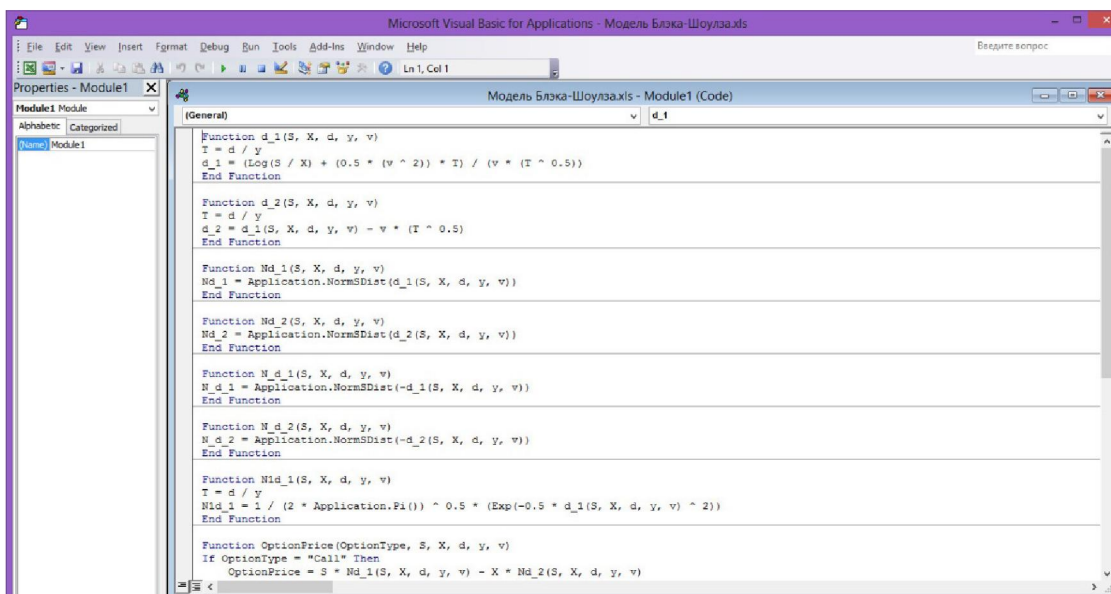 Microsoft Visual Basic for Applications - Модель Блэка-Шоулза.xls
File Edit View Insert Format Debug Run Tools Add-Ins Window Help
Введите вопрос
Ln 1, Col 1
Properties - Module1
Module1 Module
Alphabetic Categorized
(Name) Module1
Модель Блэка-Шоулза.xls - Module1 (Code)
(General)
d_1
Function d_1(S, X, d, y, v)
T = d / y
d_1 = (Log(S / X) + (0.5 * (v ^ 2)) * T) / (v * (T ^ 0.5))
End Function
Function d_2(S, X, d, y, v)
T = d / y
d_2 = d_1(S, X, d, y, v) - v * (T ^ 0.5)
End Function
Function Nd_1(S, X, d, y, v)
Nd_1 = Application.NormSDist(d_1(S, X, d, y, v))
End Function
Function Nd_2(S, X, d, y, v)
Nd_2 = Application.NormSDist(d_2(S, X, d, y, v))
End Function
Function N_d_1(S, X, d, y, v)
N_d_1 = Application.NormSDist(-d_1(S, X, d, y, v))
End Function
Function N_d_2(S, X, d, y, v)
N_d_2 = Application.NormSDist(-d_2(S, X, d, y, v))
End Function
Function N1d_1(S, X, d, y, v)
T = d / y
N1d_1 = 1 / (2 * Application.Pi()) ^ 0.5 * (Exp(-0.5 * d_1(S, X, d, y, v) ^ 2))
End Function
Function OptionPrice(OptionType, S, X, d, y, v)
If OptionType = "Call" Then
OptionPrice = S * Nd_1(S, X, d, y, v) - X * Nd_2(S, X, d, y, v)